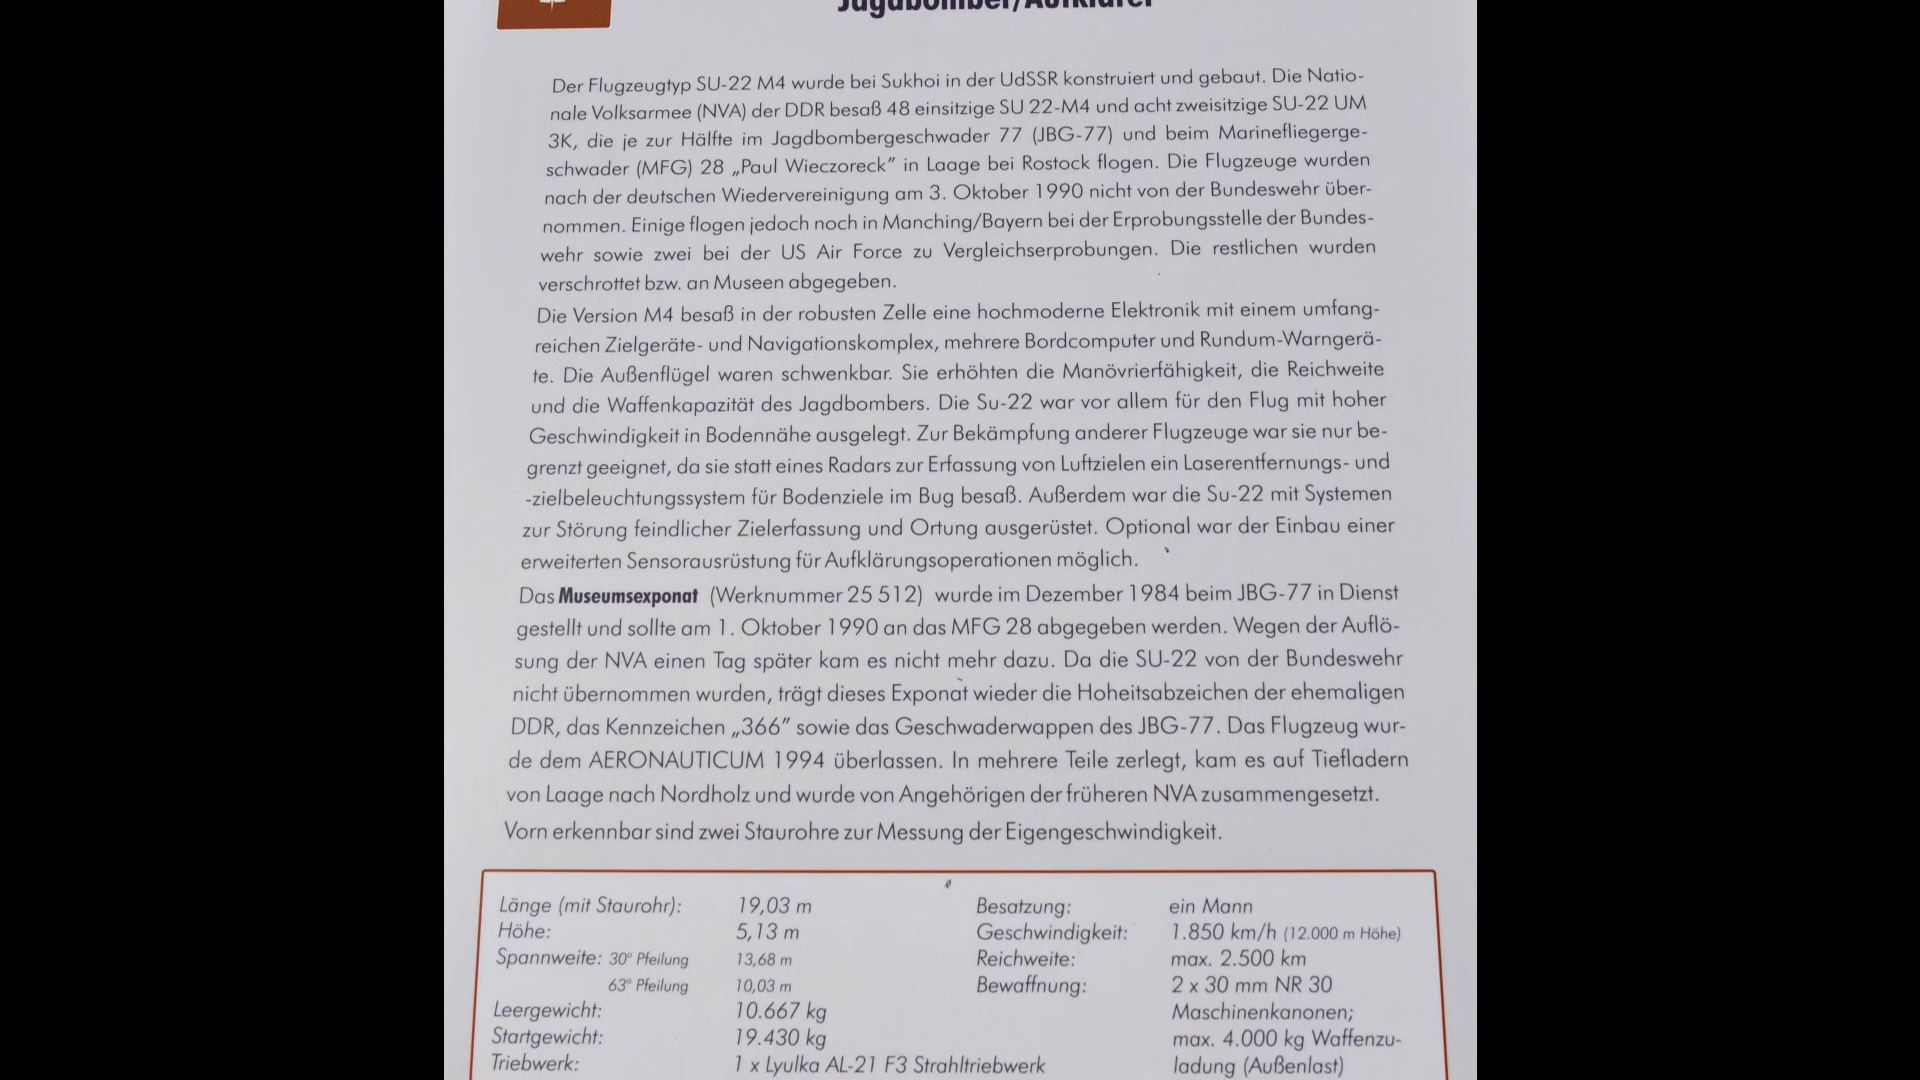 Jagdbomber/Aufklärer
Der Flugzeugtyp SU-22 M4 wurde bei Sukhoi in der UdSSR konstruiert und gebaut. Die Natio-
nale Volksarmee (NVA) der DDR besaß 48 einsitzige SU 22-M4 und acht zweisitzige SU-22 UM
3K, die je zur Hälfte im Jagdbombergeschwader 77 (JBG-77) und beim Marinefliegerge-
schwader (MFG) 28 „Paul Wieczoreck" in Laage bei Rostock flogen. Die Flugzeuge wurden
nach der deutschen Wiedervereinigung am 3. Oktober 1990 nicht von der Bundeswehr über-
nommen. Einige flogen jedoch noch in Manching/Bayern bei der Erprobungsstelle der Bundes-
wehr sowie zwei bei der US Air Force zu Vergleichserprobungen. Die restlichen wurden
verschrottet bzw. an Museen abgegeben.
Die Version M4 besaß in der robusten Zelle eine hochmoderne Elektronik mit einem umfang-
reichen Zielgeräte- und Navigationskomplex, mehrere Bordcomputer und Rundum-Warngerä-
te. Die Außenflügel waren schwenkbar. Sie erhöhten die Manövrierfähigkeit, die Reichweite
und die Waffenkapazität des Jagdbombers. Die Su-22 war vor allem für den Flug mit hoher
Geschwindigkeit in Bodennähe ausgelegt. Zur Bekämpfung anderer Flugzeuge war sie nur be-
grenzt geeignet, da sie statt eines Radars zur Erfassung von Luftzielen ein Laserentfernungs- und
-zielbeleuchtungssystem für Bodenziele im Bug besaß. Außerdem war die Su-22 mit Systemen
zur Störung feindlicher Zielerfassung und Ortung ausgerüstet. Optional war der Einbau einer
erweiterten Sensorausrüstung für Aufklärungsoperationen möglich.
Das Museumsexponat (Werknummer 25 512) wurde im Dezember 1984 beim JBG-77 in Dienst
gestellt und sollte am 1. Oktober 1990 an das MFG 28 abgegeben werden. Wegen der Auflö-
sung der NVA einen Tag später kam es nicht mehr dazu. Da die SU-22 von der Bundeswehr
nicht übernommen wurden, trägt dieses Exponat wieder die Hoheitsabzeichen der ehemaligen
DDR, das Kennzeichen „366" sowie das Geschwaderwappen des JBG-77. Das Flugzeug wur-
de dem AERONAUTICUM 1994 überlassen. In mehrere Teile zerlegt, kam es auf Tiefladern
von Laage nach Nordholz und wurde von Angehörigen der früheren NVA zusammengesetzt.
Vorn erkennbar sind zwei Staurohre zur Messung der Eigengeschwindigkeit.
Länge (mit Staurohr): 19,03 m
Höhe: 5,13 m
Spannweite: 30° Pfeilung 13,68 m
63° Pfeilung 10,03 m
Leergewicht: 10.667 kg
Startgewicht: 19.430 kg
Triebwerk: 1 x Lyulka AL-21 F3 Strahltriebwerk
Besatzung: ein Mann
Geschwindigkeit: 1.850 km/h (12.000 m Höhe)
Reichweite: max. 2.500 km
Bewaffnung: 2 x 30 mm NR 30
Maschinenkanonen;
max. 4.000 kg Waffenzu-
ladung (Außenlast)